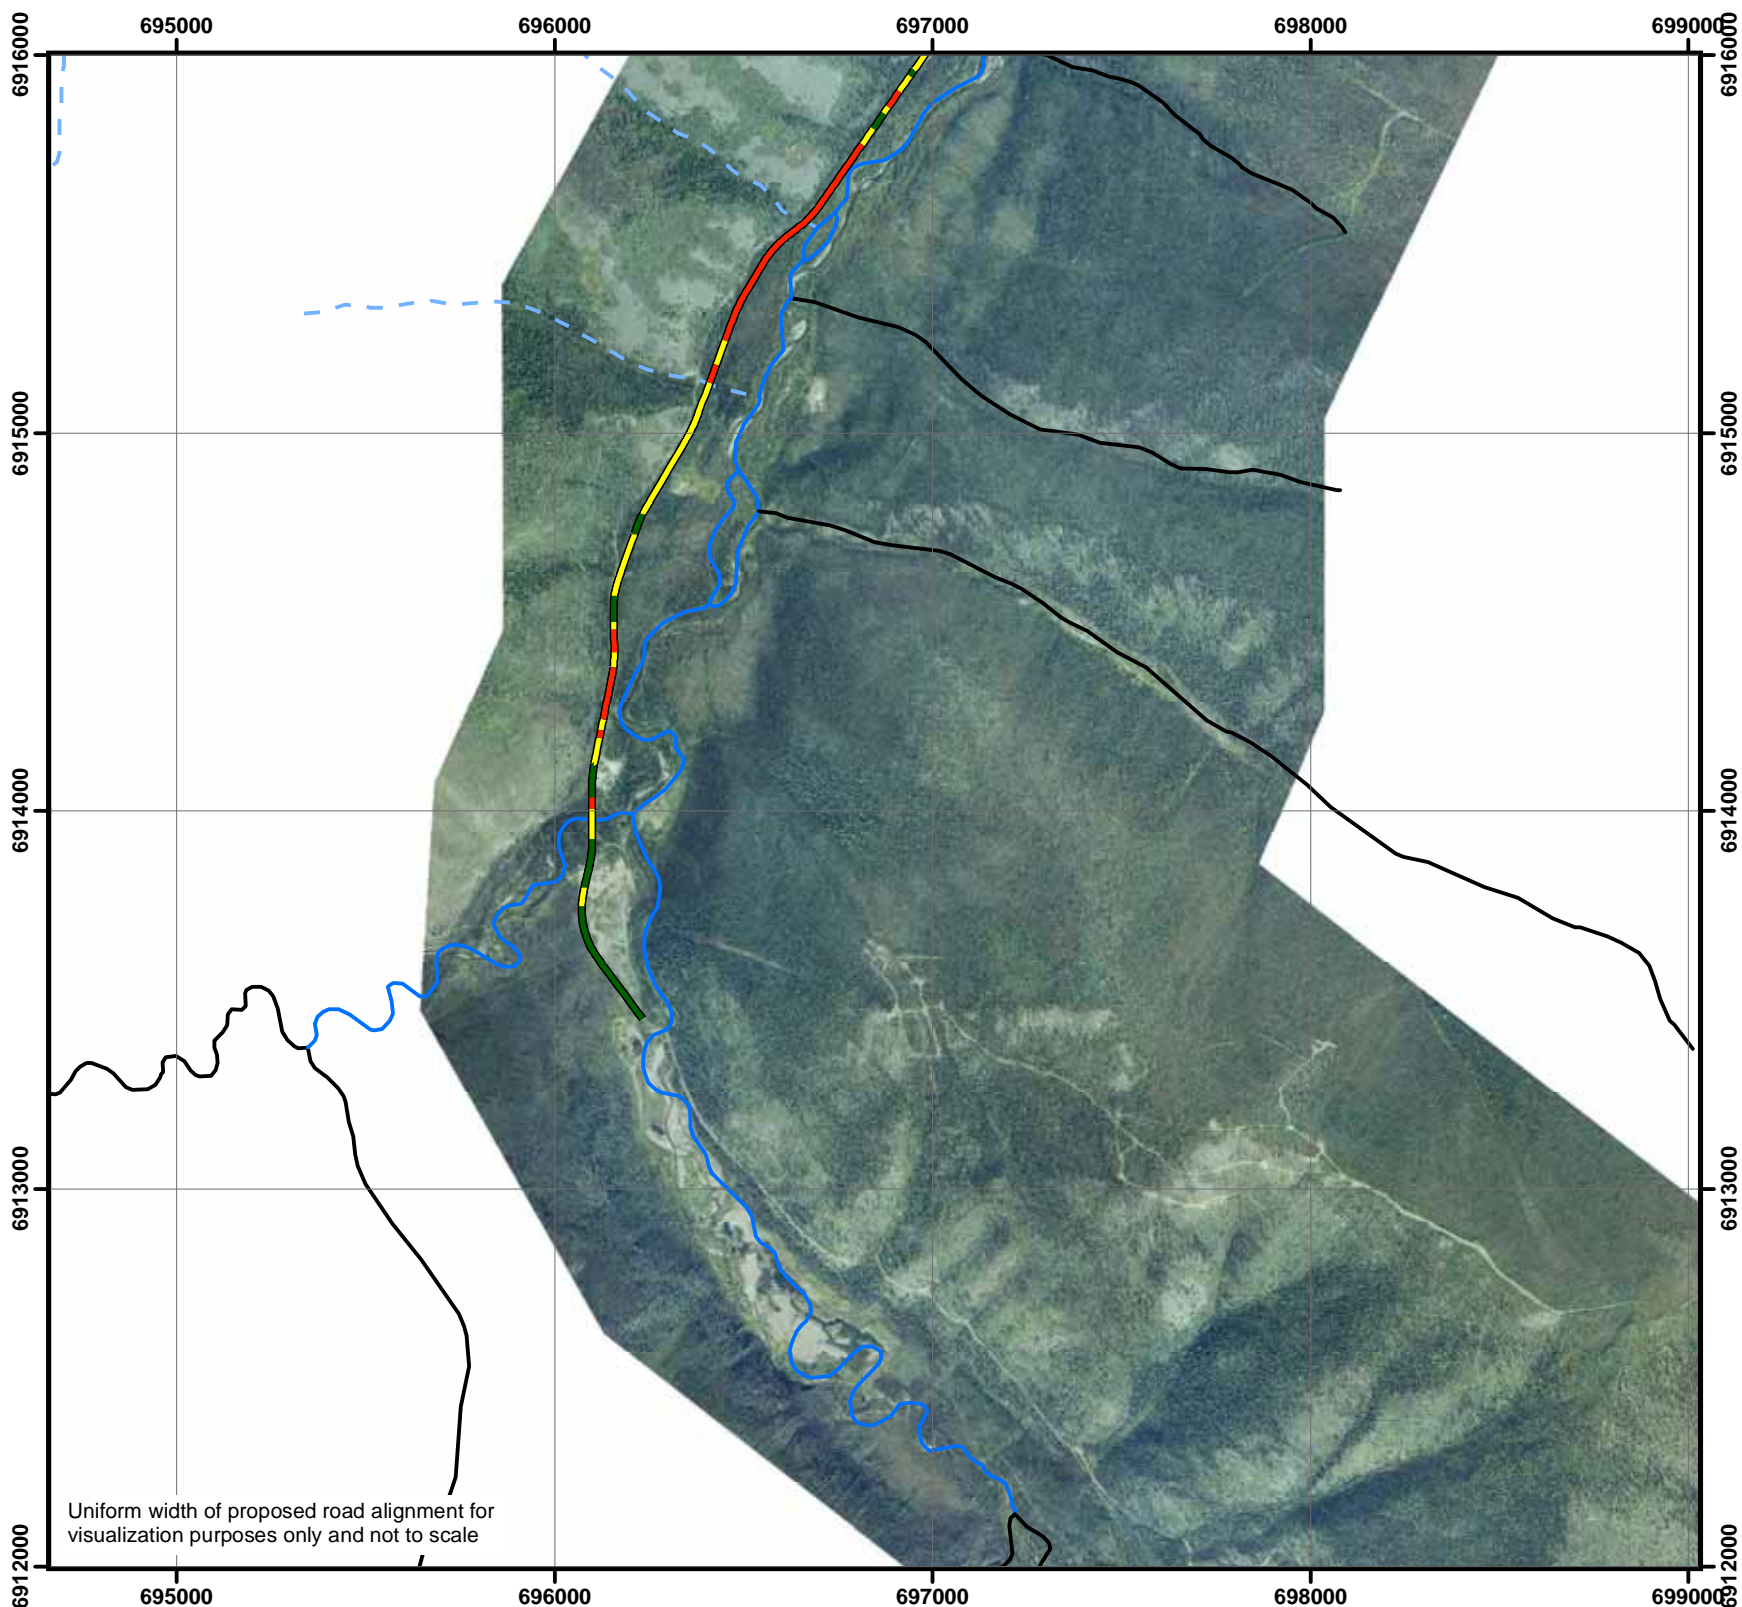 695000 696000 697000 698000 699000
6916000 6916000
6915000 6915000
6914000 6914000
6913000 6913000
Uniform width of proposed road alignment for
visualization purposes only and not to scale
6912000 6912000
695000 696000 697000 698000 699000